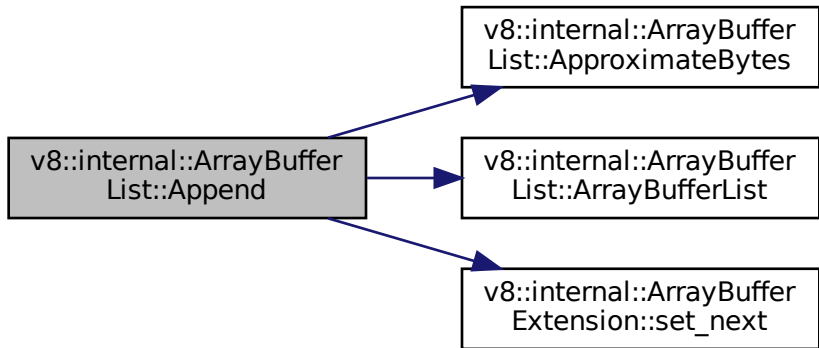 v8::internal::ArrayBuffer
List::Append
v8::internal::ArrayBuffer
List::ApproximateBytes
v8::internal::ArrayBuffer
List::ArrayBufferList
v8::internal::ArrayBuffer
Extension::set_next